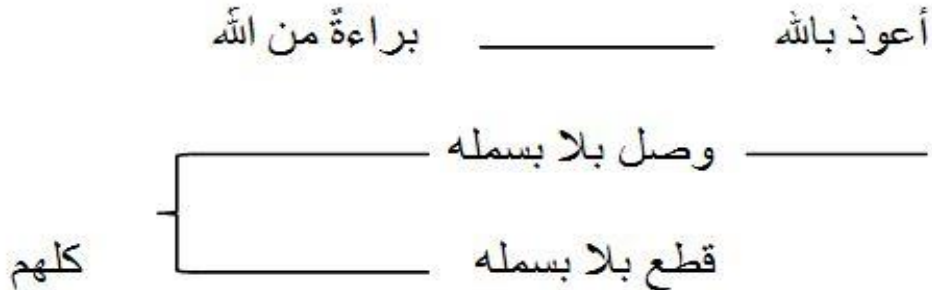 أعوذ بالله براءةٌ من الله
وصل بلا بسمله
قطع بلا بسمله كلهم